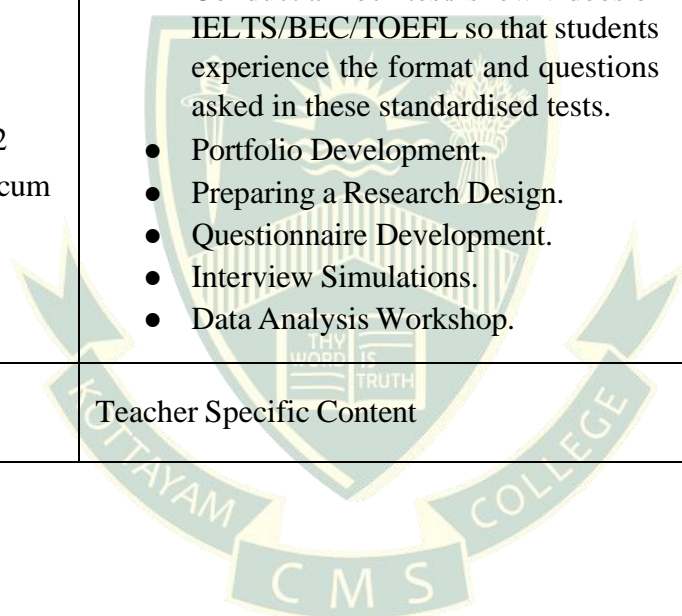 IELTS/BEC/TOEFL so that students
experience the format and questions
asked in these standardised tests.
2
cum
● Portfolio Development.
● Preparing a Research Design.
● Questionnaire Development.
● Interview Simulations.
● Data Analysis Workshop.
THY
WORD IS
TRUTH
Teacher Specific Content
KOTTAYAM
COLLEGE
CMS